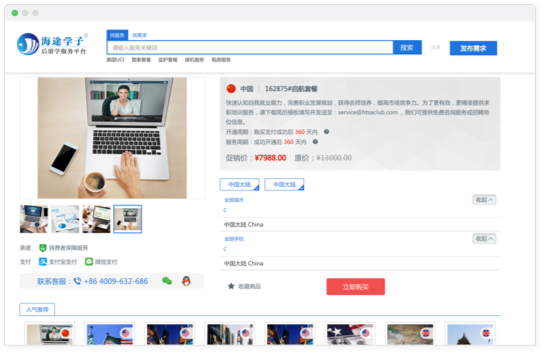 海途学子®
后留学服务平台
找服务 找需求
请输入服务关键词 搜索
发布需求
美国UCI 管家套餐 监护套餐 接机服务 租房服务
中国 | 162875#启航套餐
快速认知自我就业能力，完善职业发展规划，获得名师培养，提高市场竞争力。为了更有效，更精准提供求
职培训服务，请下载简历模板填写并发送至：service@htsaclub.com，我们可提供免费咨询服务或招聘岗
位信息。
开通周期：购买支付成功后 360 天内
服务周期：成功开通后 360 天内
促销价：¥7988.00 原价：¥13000.00
中国大陆 中国大陆
全部城市 收起
C
中国大陆 China
全部学校 收起
C
中国大陆 China
承诺 消费者保障服务
支付 支付宝支付 微信支付
联系客服： +86 4009-632-686
收藏商品 立即购买
人气推荐